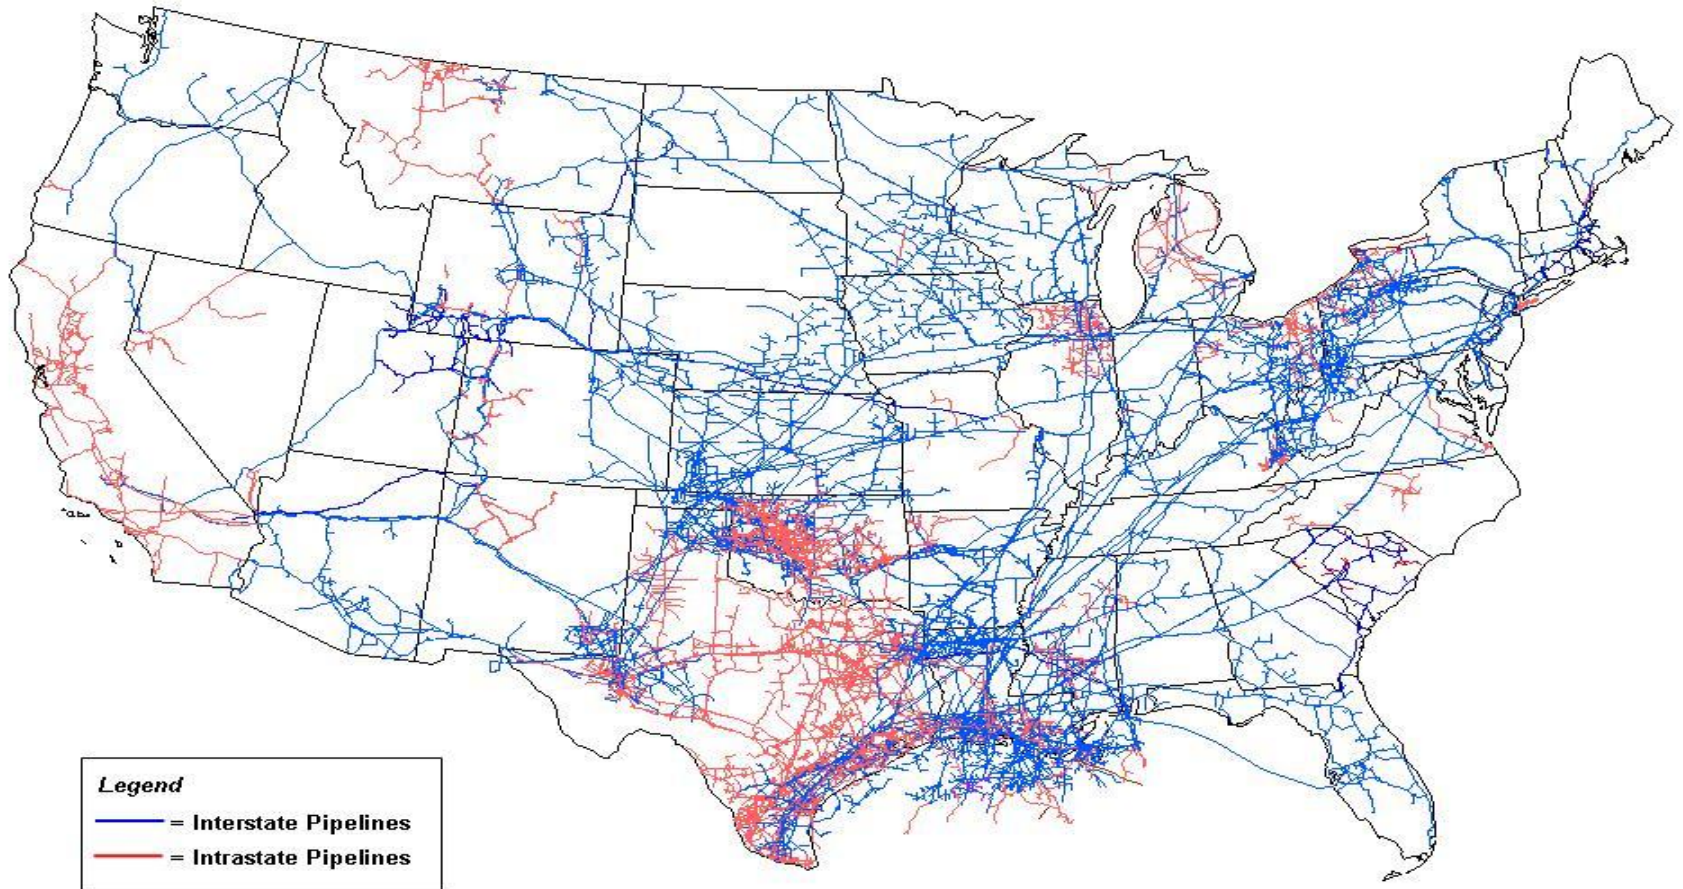 Legend
= Interstate Pipelines
= Intrastate Pipelines